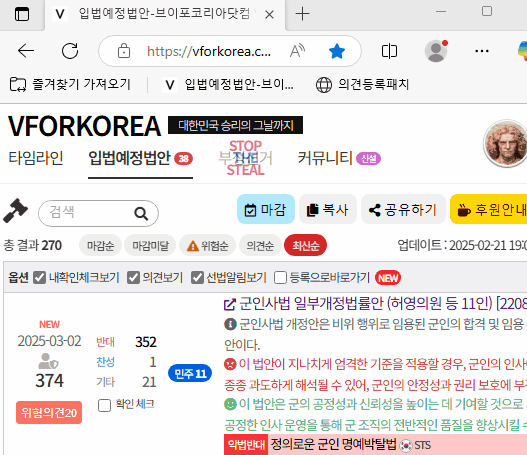 입법예정법안-브이포코리아닷컴
https://vforkorea.c...
즐겨찾기 가져오기 V 입법예정법안-브이... 의견등록패치
VFORKOREA 대한민국 승리의 그날까지
타임라인 입법예정법안 38 커뮤니티 신설
STOP
THE
STEAL
검색 마감 복사 공유하기 후원안내
총 결과 270 마감순 마감미달 위험순 의견순 최신순 업데이트 : 2025-02-21
옵션 내확인체크보기 의견보기 선법알림보기 등록으로바로가기 NEW
NEW
2025-03-02
374
위험의견20
반대 352
찬성 1
기타 21
확인 체크
민주 11
군인사법 일부개정법률안 (허영의원 등 11인) [2208
군인사법 개정안은 비위 행위로 임용된 군인의 합격 및 임용
안이다.
이 법안이 지나치게 엄격한 기준을 적용할 경우, 군인의 인사
종종 과도하게 해석될 수 있어, 군인의 안정성과 권리 보호에
이 법안은 군의 공정성과 신뢰성을 높이는 데 기여할 것으로
공정한 인사 운영을 통해 군 조직의 전반적인 품질을 향상시킬
악법반대 정의로운 군인 명예박탈법 STS